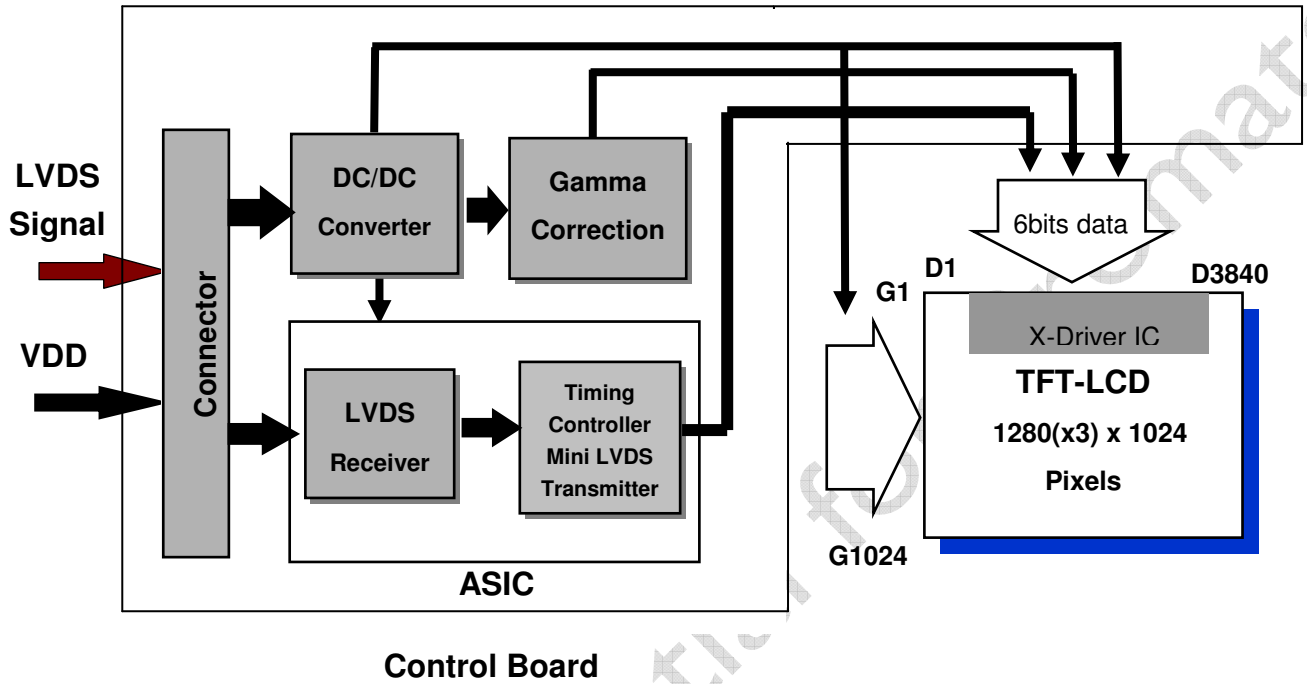 LVDS
Signal
VDD
Connector
DC/DC
Converter
Gamma
Correction
LVDS
Receiver
Timing
Controller
Mini LVDS
Transmitter
ASIC
Control Board
6bits data
D1
D3840
G1
G1024
X-Driver IC
TFT-LCD
1280(x3) x 1024
Pixels